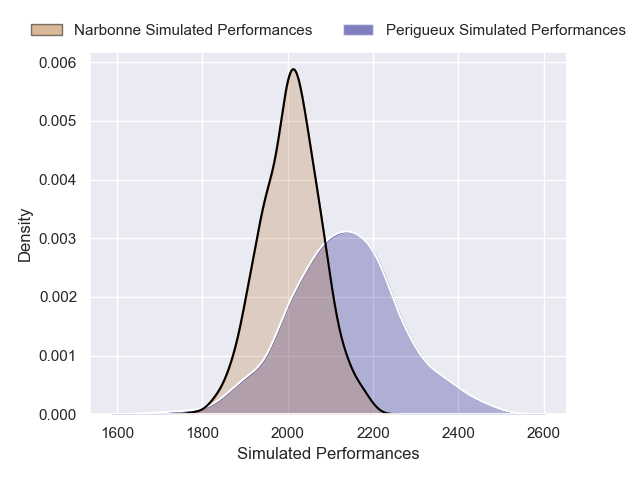 Narbonne Simulated Performances
Perigueux Simulated Performances
0.006
0.005
0.004
0.003
0.002
0.001
0.000
Density
1600 1800 2000 2200 2400 2600
Simulated Performances